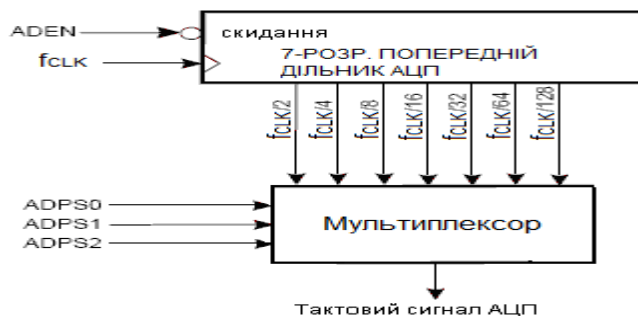 ADEN
скидання
fCLK
7-РОЗР. ПОПЕРЕДНІЙ
ДІЛЬНИК АЦП
fCLK/2
fCLK/4
fCLK/8
fCLK/16
fCLK/32
fCLK/64
fCLK/128
ADPS0
ADPS1
ADPS2
Мультиплексор
Тактовий сигнал АЦП